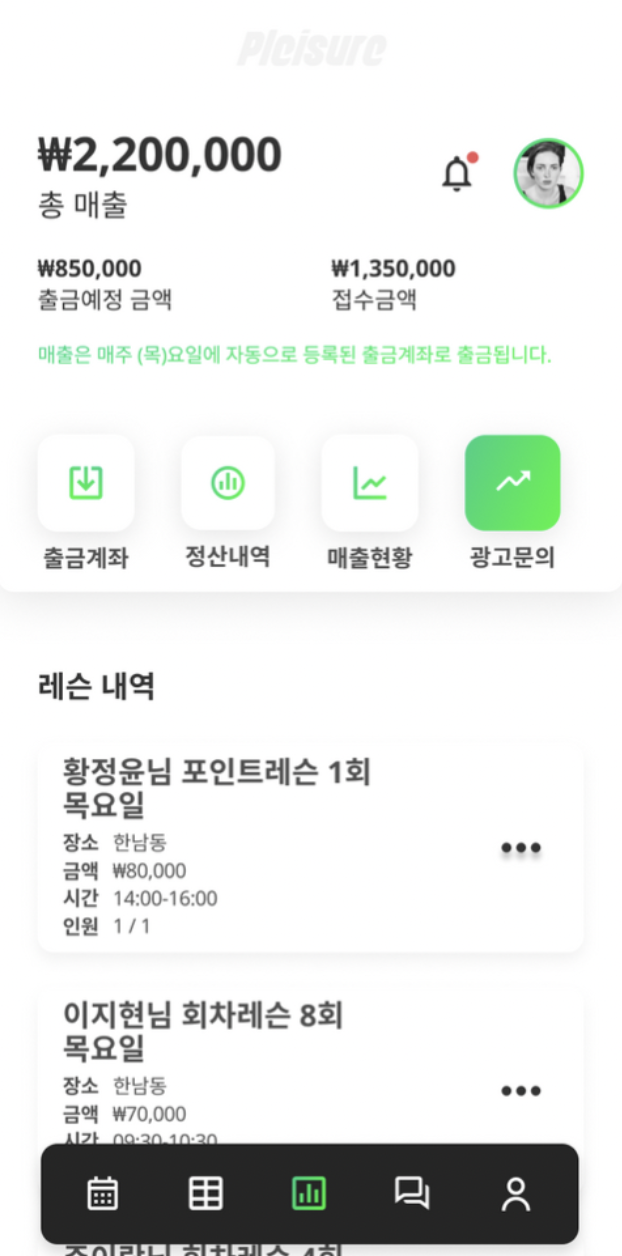 Pleisure
₩2,200,000
총 매출
₩850,000 ₩1,350,000
출금예정 금액 접수금액
매출은 매주 (목)요일에 자동으로 등록된 출금계좌로 출금됩니다.
출금계좌 정산내역 매출현황 광고문의
레슨 내역
황정윤님 포인트레슨 1회
목요일
장소 한남동
금액 ₩80,000
시간 14:00-16:00
인원 1 / 1
이지현님 회차레슨 8회
목요일
장소 한남동
금액 ₩70,000
시간 09:30-10:30
회차레슨 4회